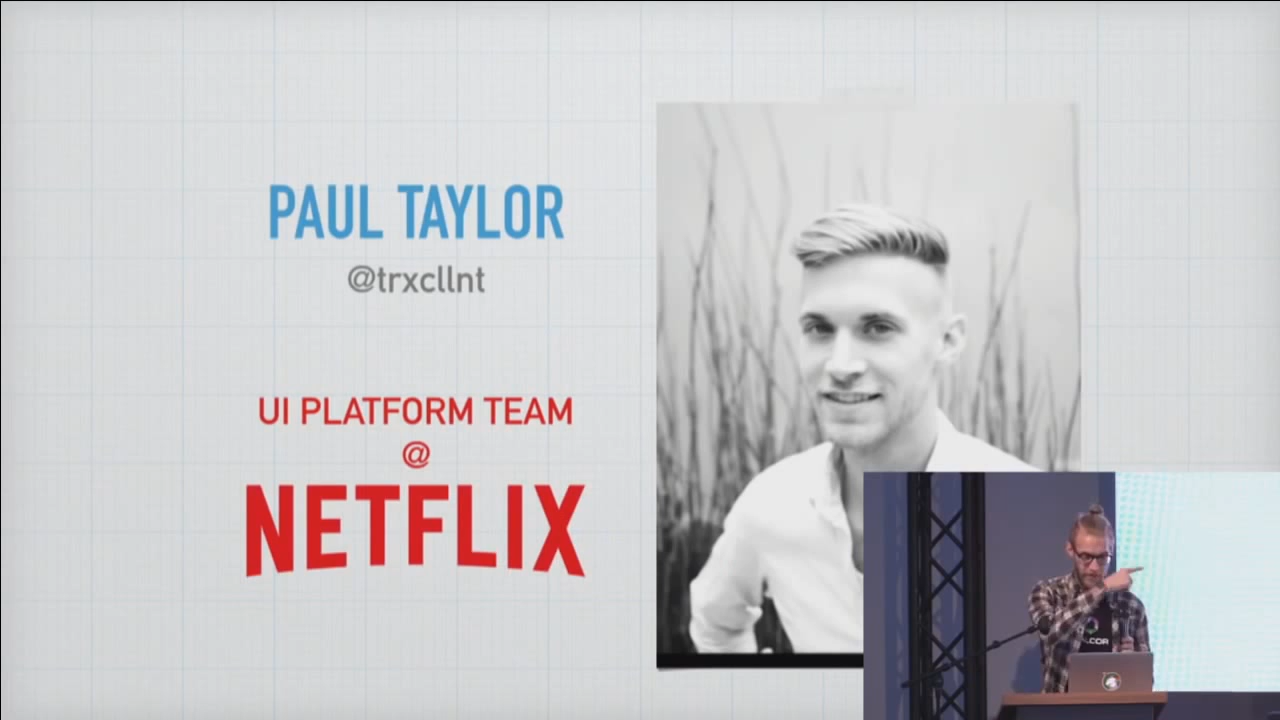 PAUL TAYLOR
@trxcllnt
UI PLATFORM TEAM
@
NETFLIX